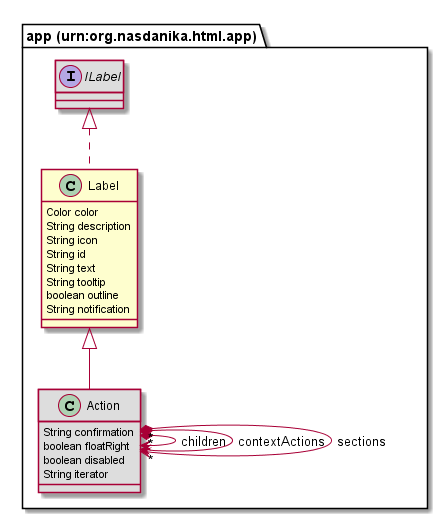 app (urn:org.nasdanika.html.app)
I ILabel
C Label
Color color
String description
String icon
String id
String text
String tooltip
boolean outline
String notification
C Action
String confirmation
boolean floatRight
boolean disabled
String iterator
* children
contextActions
sections
*